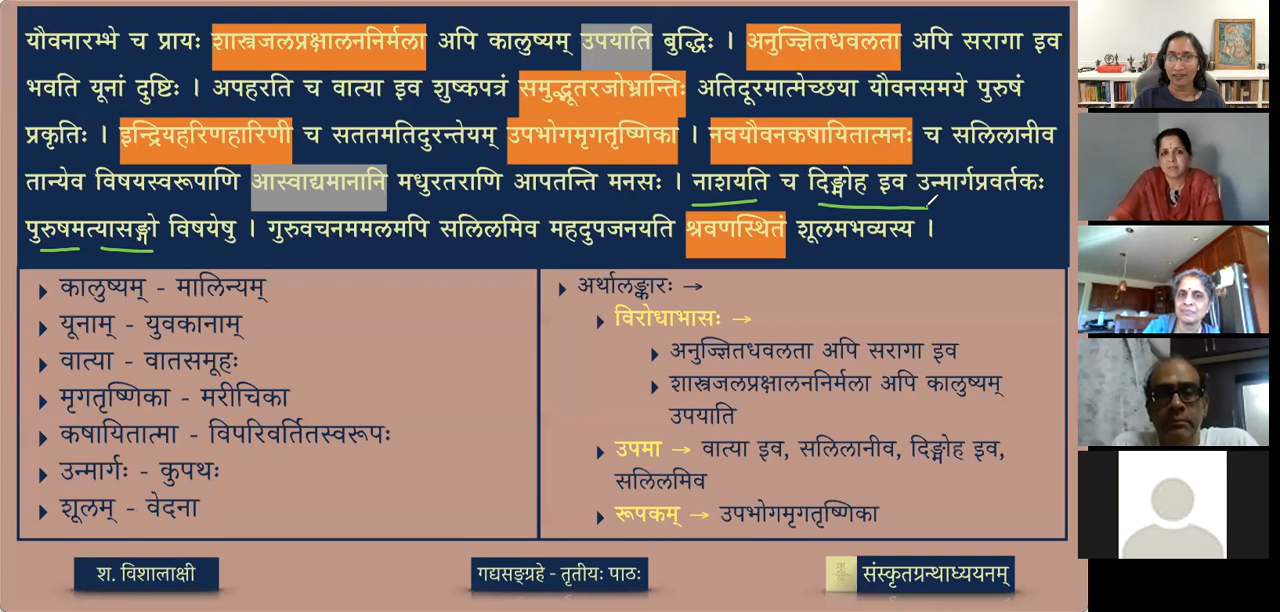 यौवनारम्भे च प्रायः शास्त्रजलप्रक्षालननिर्मला अपि कालुष्यम् उपयाति बुद्धिः । अनुज्झितधवलता अपि सरागा इव
भवति यूनां दृष्टिः । अपहरति च वात्या इव शुष्कपत्रं समुद्भूतरजोभ्रान्तिः अतिदूरमात्मेच्छया यौवनसमये पुरुषं
प्रकृतिः । इन्द्रियहरिणहारिणी च सततमतिदुरन्तेयम् उपभोगमृगतृष्णिका । नवयौवनकषायितात्मनः च सलिलानीव
तान्येव विषयस्वरूपाणि आस्वाद्यमानानि मधुरतराणि आपतन्ति मनसः । नाशयति च दिङ्मोह इव उन्मार्गप्रवर्तकः
पुरुषमत्यासङ्गो विषयेषु । गुरुवचनममलमपि सलिलमिव महदुपजनयति श्रवणस्थितं शूलमभव्यस्य ।
कालुष्यम् - मालिन्यम्
यूनाम् - युवकानाम्
वात्या - वातसमूहः
मृगतृष्णिका - मरीचिका
कषायितात्मा - विपरिवर्तितस्वरूपः
उन्मार्गः - कुपथः
शूलम् - वेदना
अर्थालङ्कारः →
विरोधाभासः →
अनुज्झितधवलता अपि सरागा इव
शास्त्रजलप्रक्षालननिर्मला अपि कालुष्यम्
उपयाति
उपमा → वात्या इव, सलिलानीव, दिङ्मोह इव,
सलिलमिव
रूपकम् → उपभोगमृगतृष्णिका
श. विशालाक्षी
गद्यसङ्ग्रहे - तृतीयः पाठः
संस्कृतग्रन्थाध्ययनम्